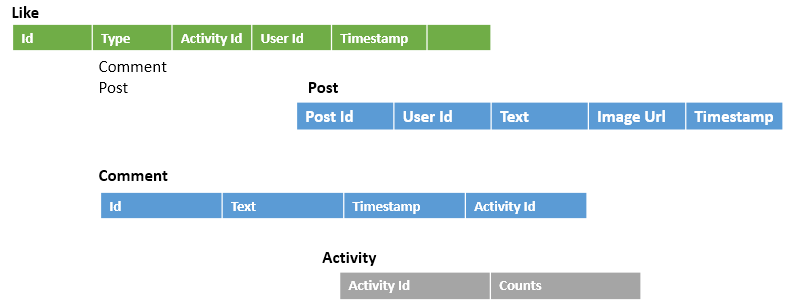 Like
Id Type Activity Id User Id Timestamp
Comment
Post
Post
Post Id User Id Text Image Url Timestamp
Comment
Id Text Timestamp Activity Id
Activity
Activity Id Counts